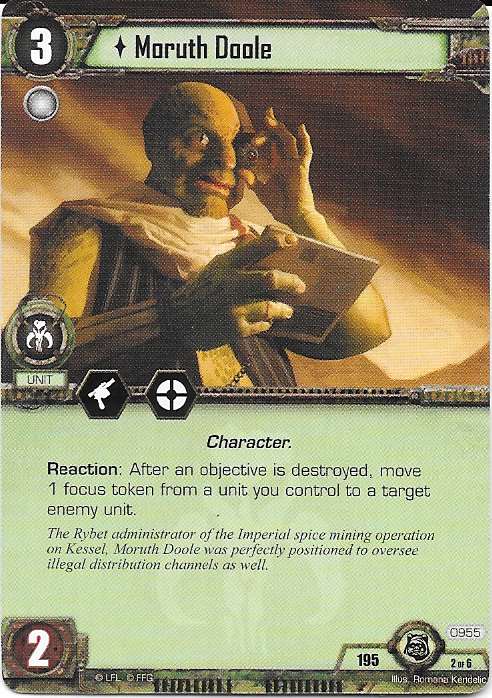 3
Moruth Doole
UNIT
Character.
Reaction: After an objective is destroyed, move
1 focus token from a unit you control to a target
enemy unit.
The Rybet administrator of the Imperial spice mining operation
on Kessel, Moruth Doole was perfectly positioned to oversee
illegal distribution channels as well.
2
0955
195
2 OF 6
© LFL © FFG
Illus. Romana Kendelic